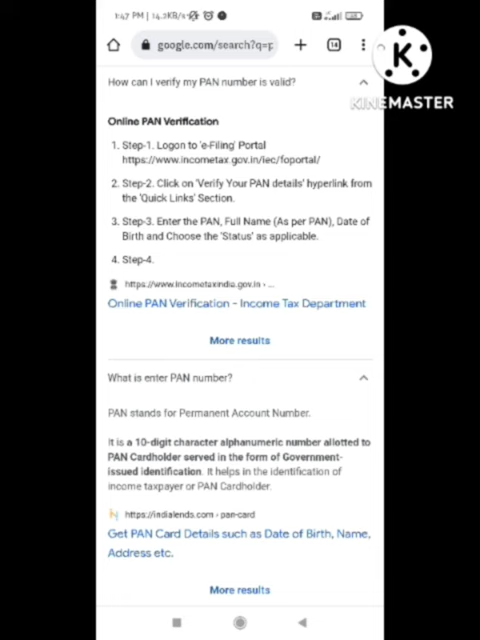 1:47 PM | 14.2KB/s
google.com/search?q=p
14
KINEMASTER
How can I verify my PAN number is valid?
Online PAN Verification
1. Step-1. Logon to 'e-Filing' Portal
https://www.incometax.gov.in/iec/foportal/
2. Step-2. Click on 'Verify Your PAN details' hyperlink from
the 'Quick Links' Section.
3. Step-3. Enter the PAN, Full Name (As per PAN), Date of
Birth and Choose the 'Status' as applicable.
4. Step-4.
https://www.incometaxindia.gov.in › ...
Online PAN Verification - Income Tax Department
More results
What is enter PAN number?
PAN stands for Permanent Account Number.
It is a 10-digit character alphanumeric number allotted to
PAN Cardholder served in the form of Government-
issued identification. It helps in the identification of
income taxpayer or PAN Cardholder.
https://indialends.com › pan-card
Get PAN Card Details such as Date of Birth, Name,
Address etc.
More results